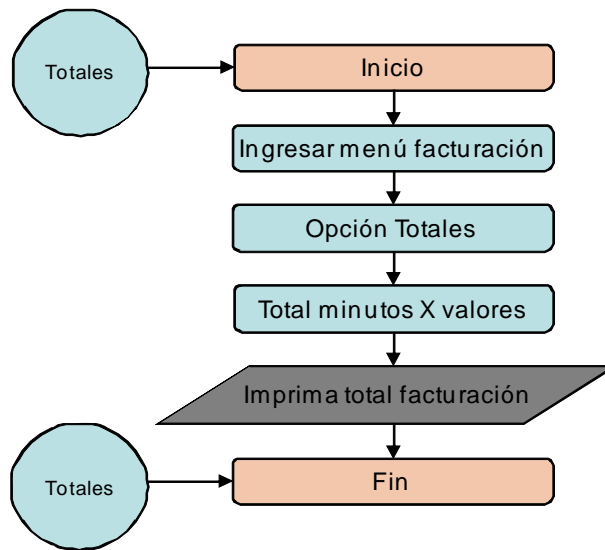 Totales
Inicio
Ingresar menú facturación
Opción Totales
Total minutos X valores
Imprima total facturación
Totales
Fin